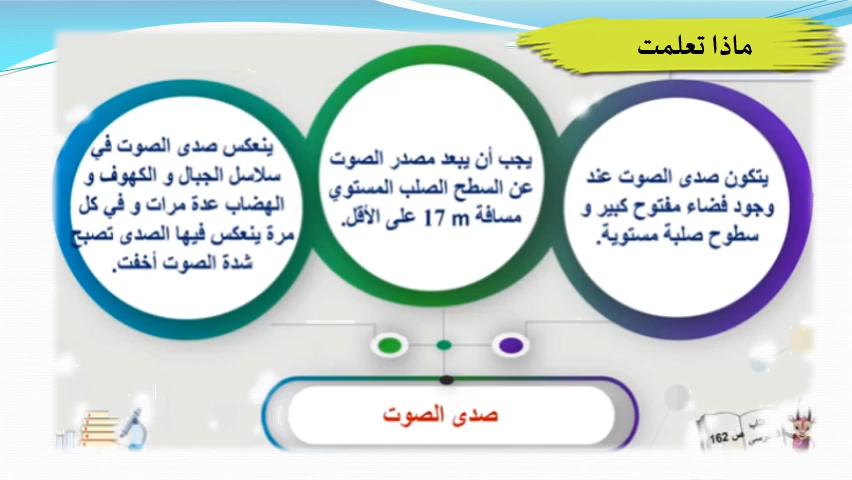 ماذا تعلمت
يتكون صدى الصوت عند
وجود فضاء مفتوح كبير و
سطوح صلبة مستوية.
يجب أن يبعد مصدر الصوت
عن السطح الصلب المستوي
مسافة 17 m على الأقل.
ينعكس صدى الصوت في
سلاسل الجبال و الكهوف و
الهضاب عدة مرات و في كل
مرة ينعكس فيها الصدى تصبح
شدة الصوت أخفت.
صدى الصوت
ص 162